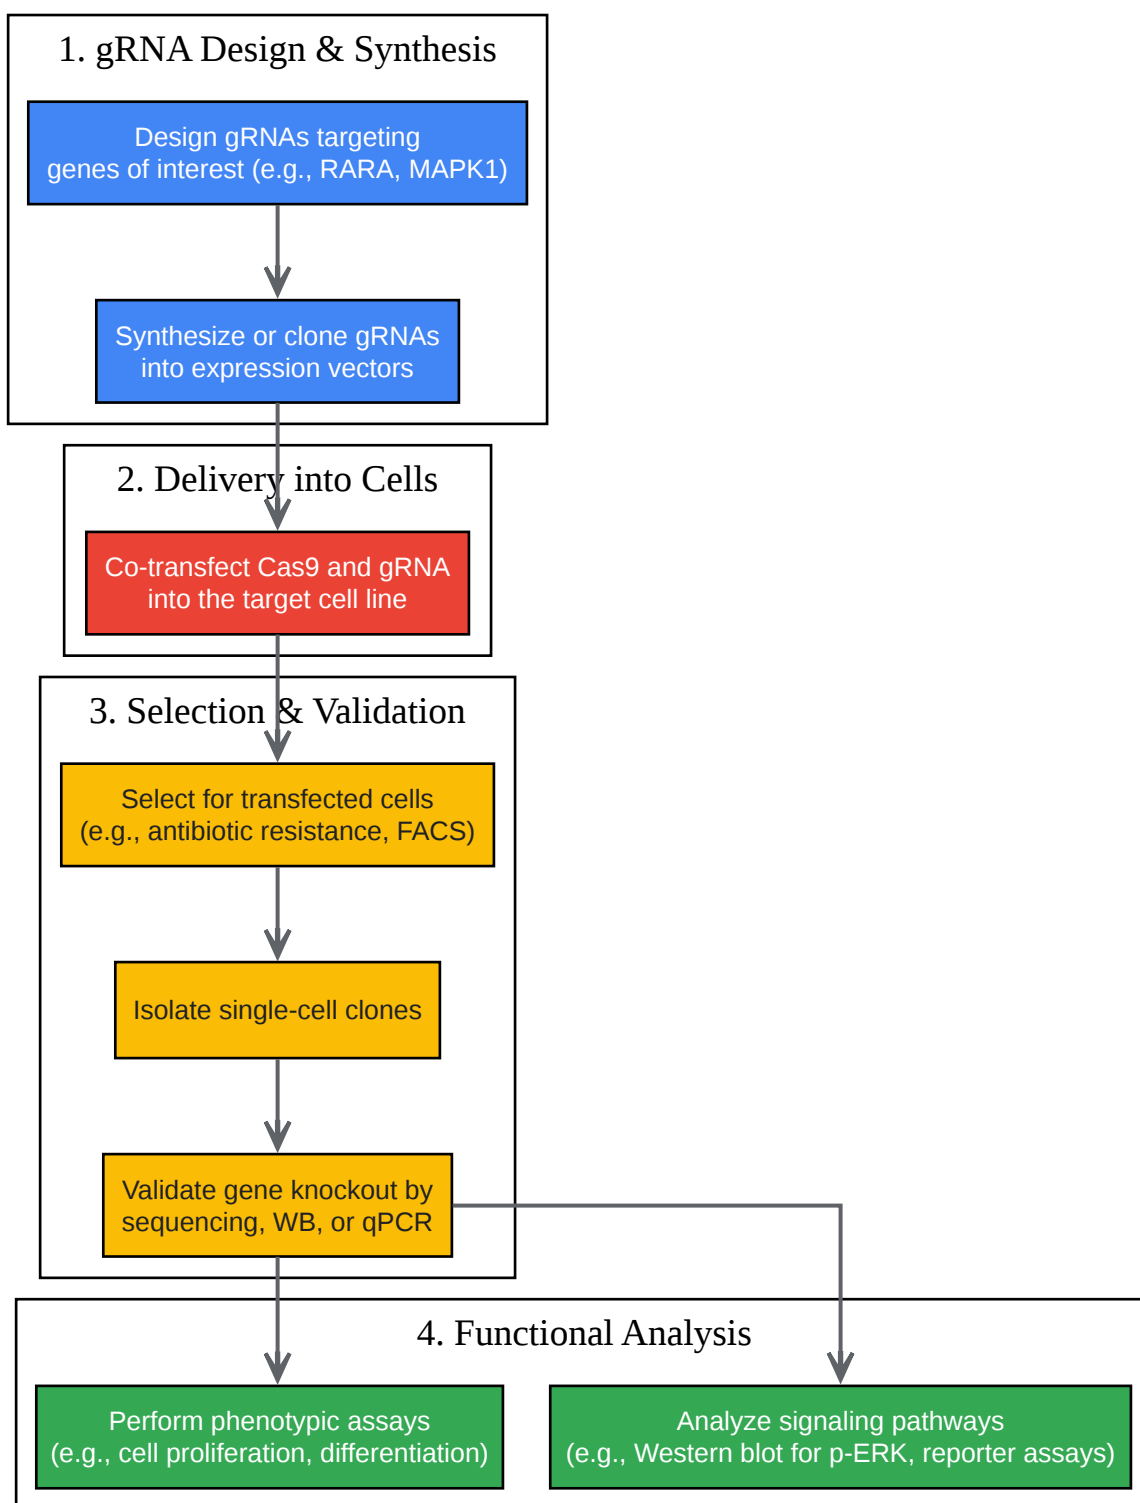 1. gRNA Design & Synthesis
Design gRNAs targeting
genes of interest (e.g., RARA, MAPK1)
Synthesize or clone gRNAs
into expression vectors
2. Delivery into Cells
Co-transfect Cas9 and gRNA
into the target cell line
3. Selection & Validation
Select for transfected cells
(e.g., antibiotic resistance, FACS)
Isolate single-cell clones
Validate gene knockout by
sequencing, WB, or qPCR
4. Functional Analysis
Perform phenotypic assays
(e.g., cell proliferation, differentiation)
Analyze signaling pathways
(e.g., Western blot for p-ERK, reporter assays)